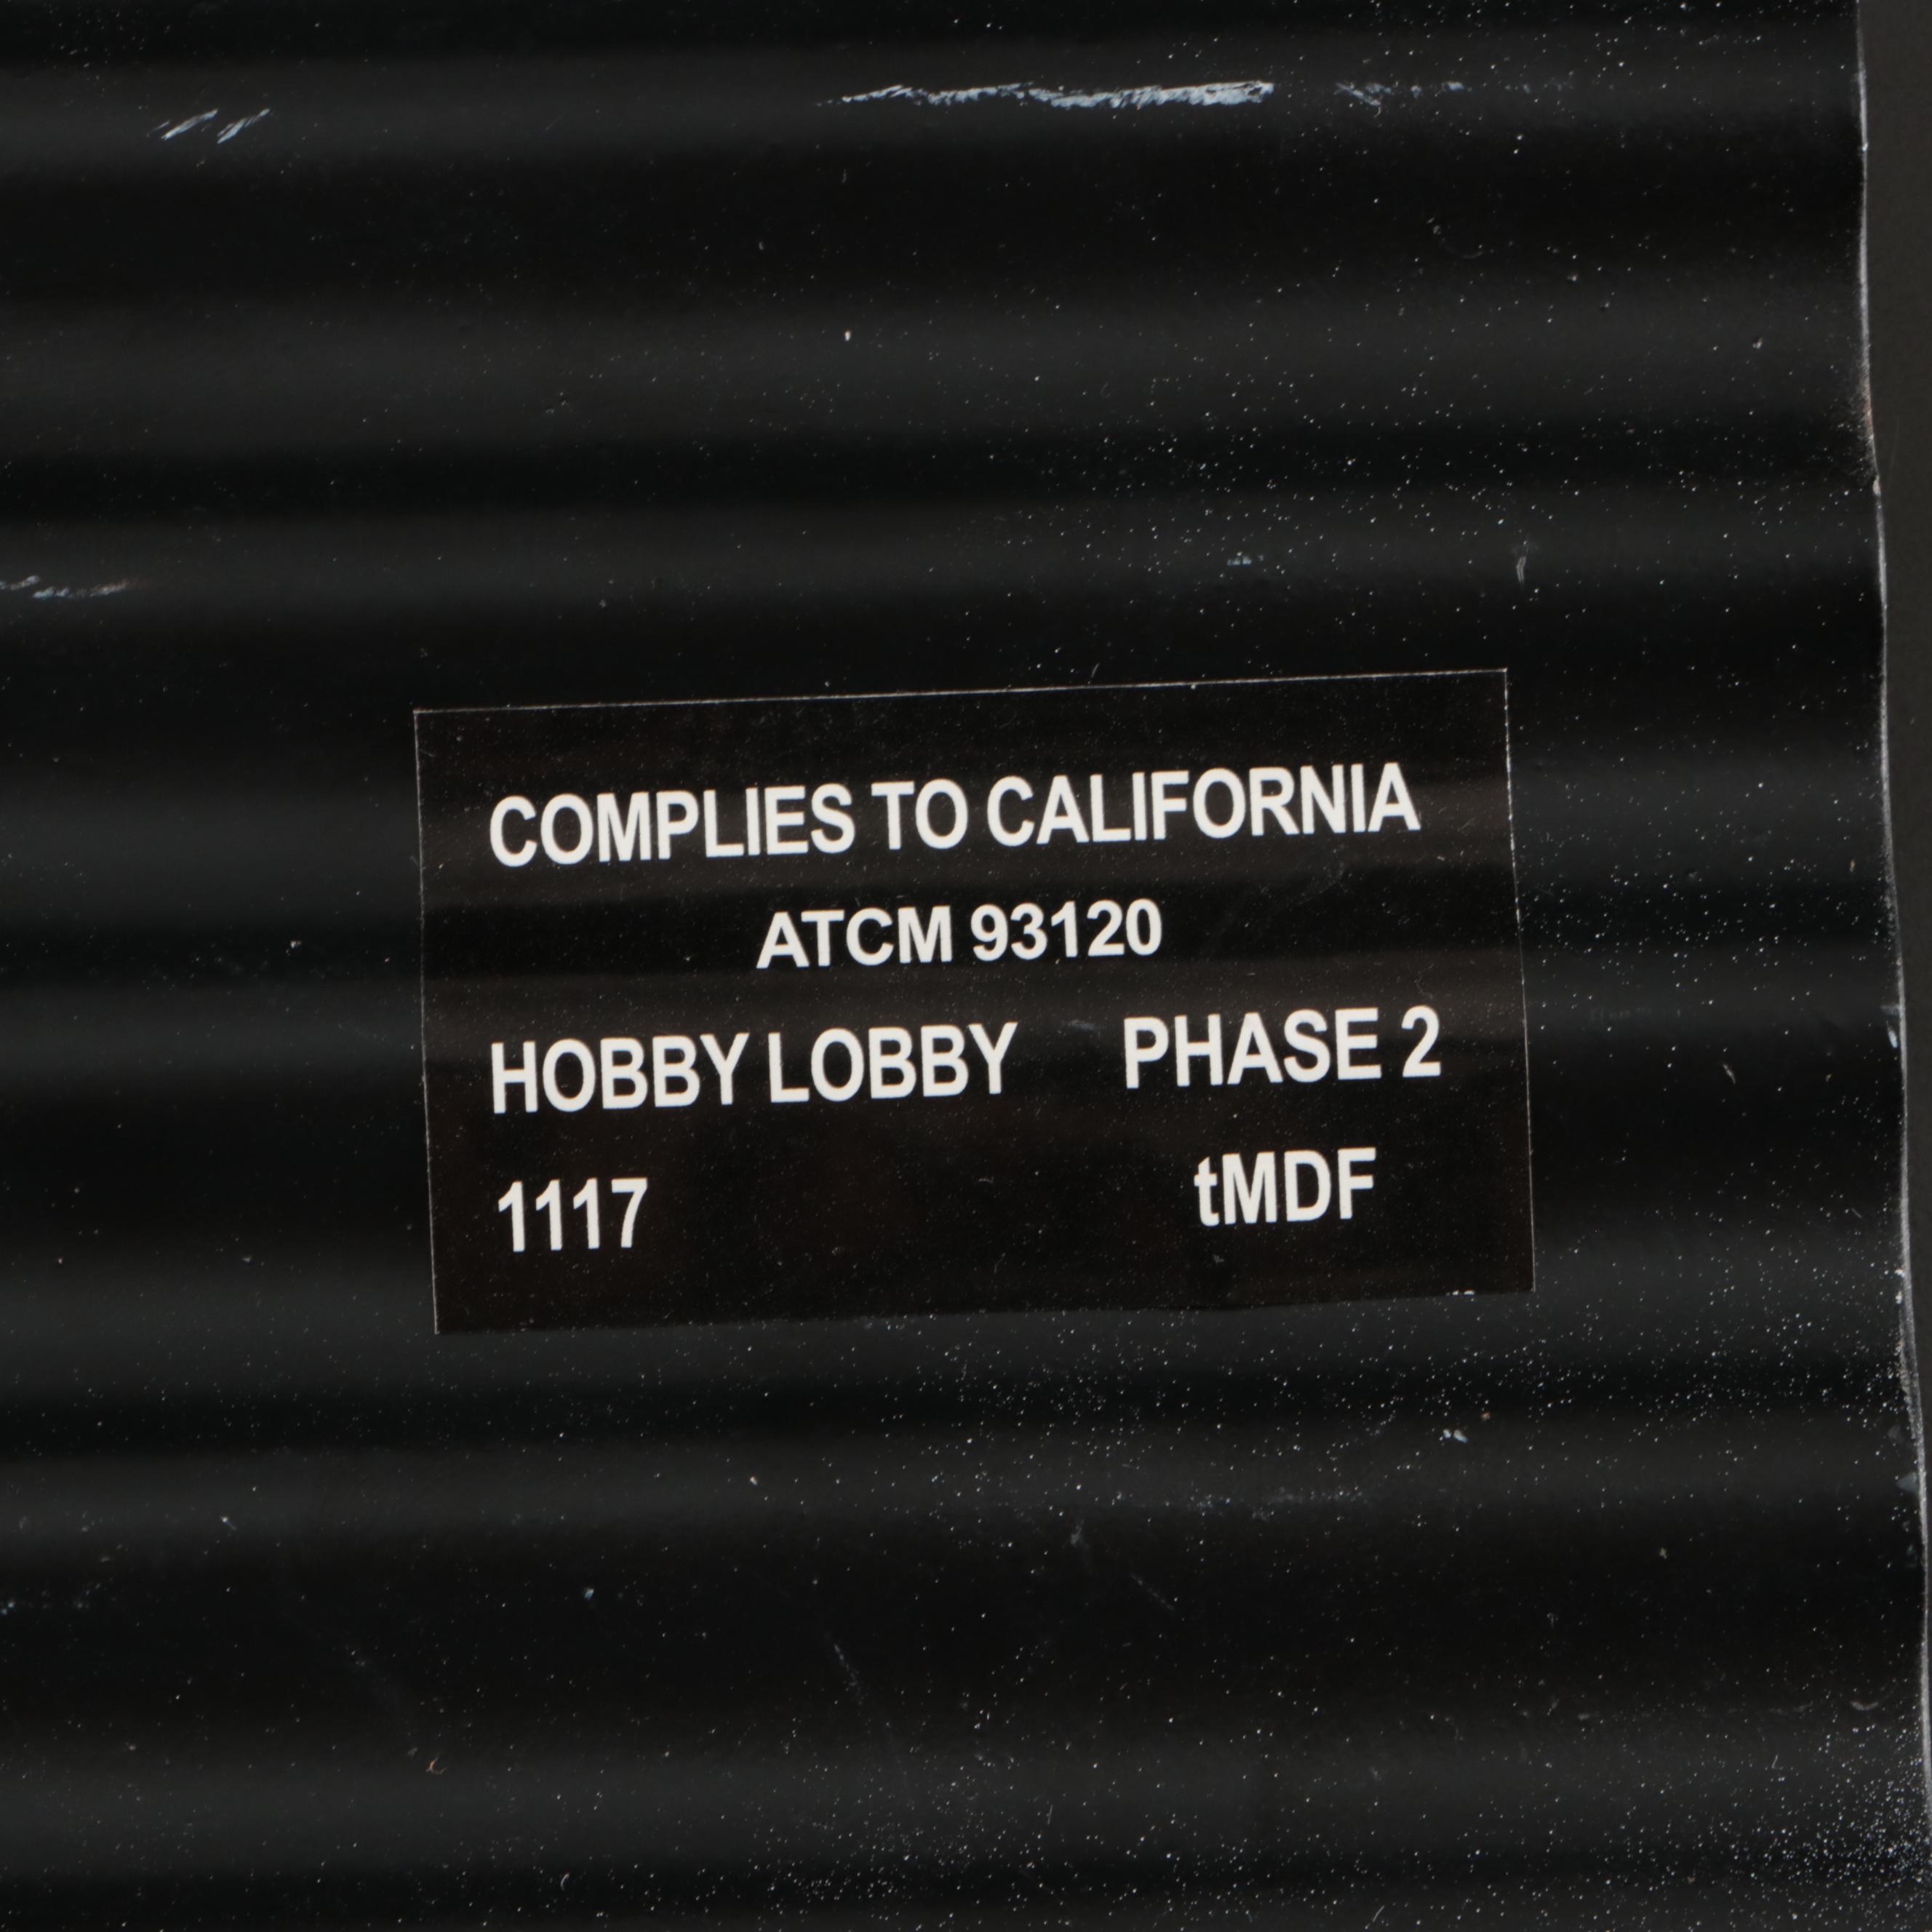 COMPLIES TO CALIFORNIA
ATCM 93120
HOBBY LOBBY PHASE 2
1117 tMDF